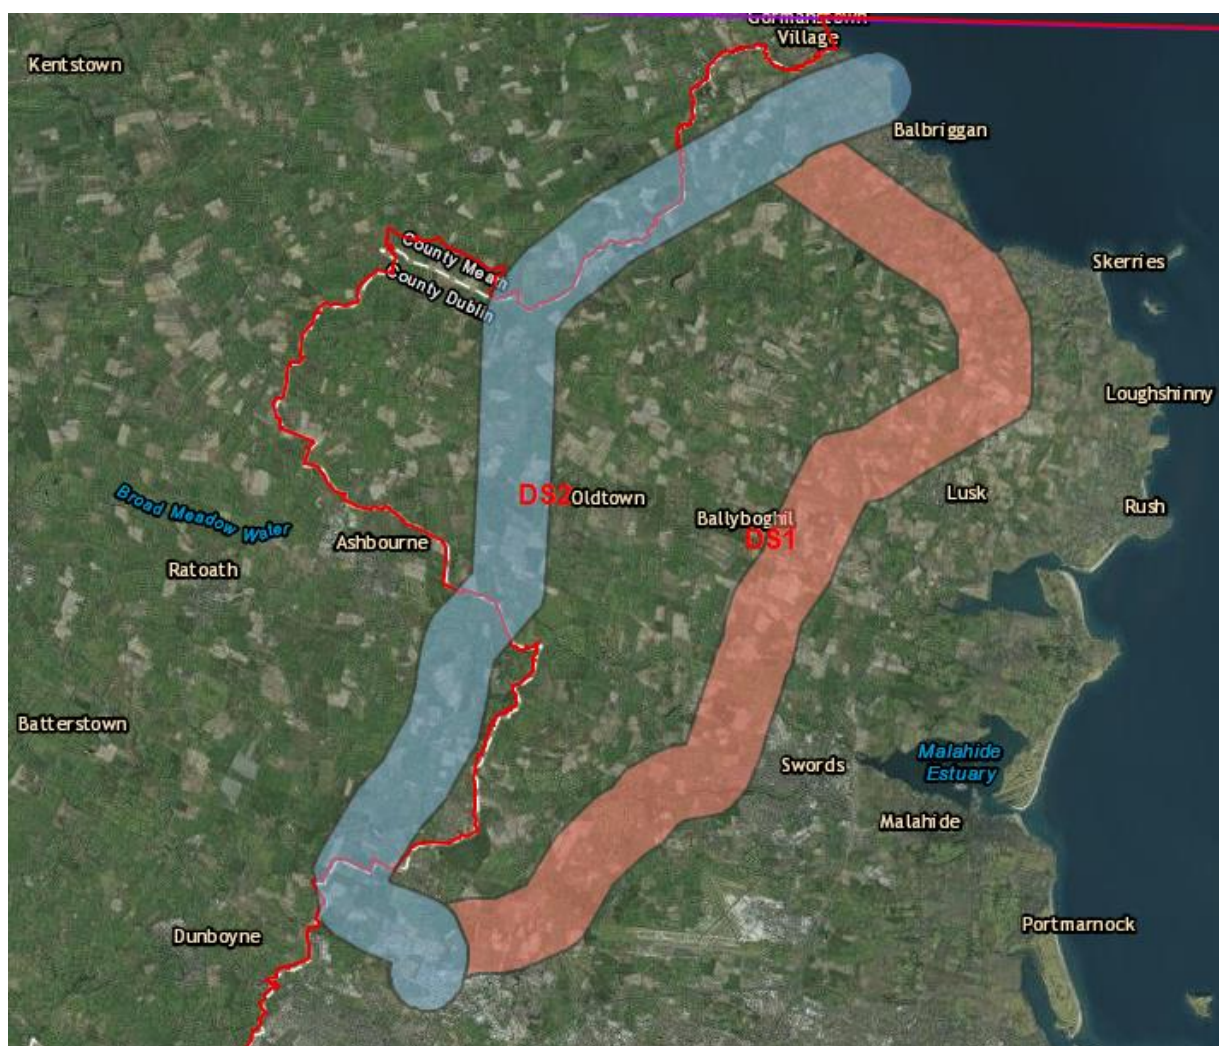 Gormanstown
Village
Kentstown
Balbriggan
County Meath
County Dublin
Skerries
Loughshinny
DS2
Oldtown
Lusk
Rush
Ballyboghil
DS1
Broad Meadow Water
Ashbourne
Ratoath
Batterstown
Swords
Malahide
Estuary
Malahide
Dunboyne
Portmarnock